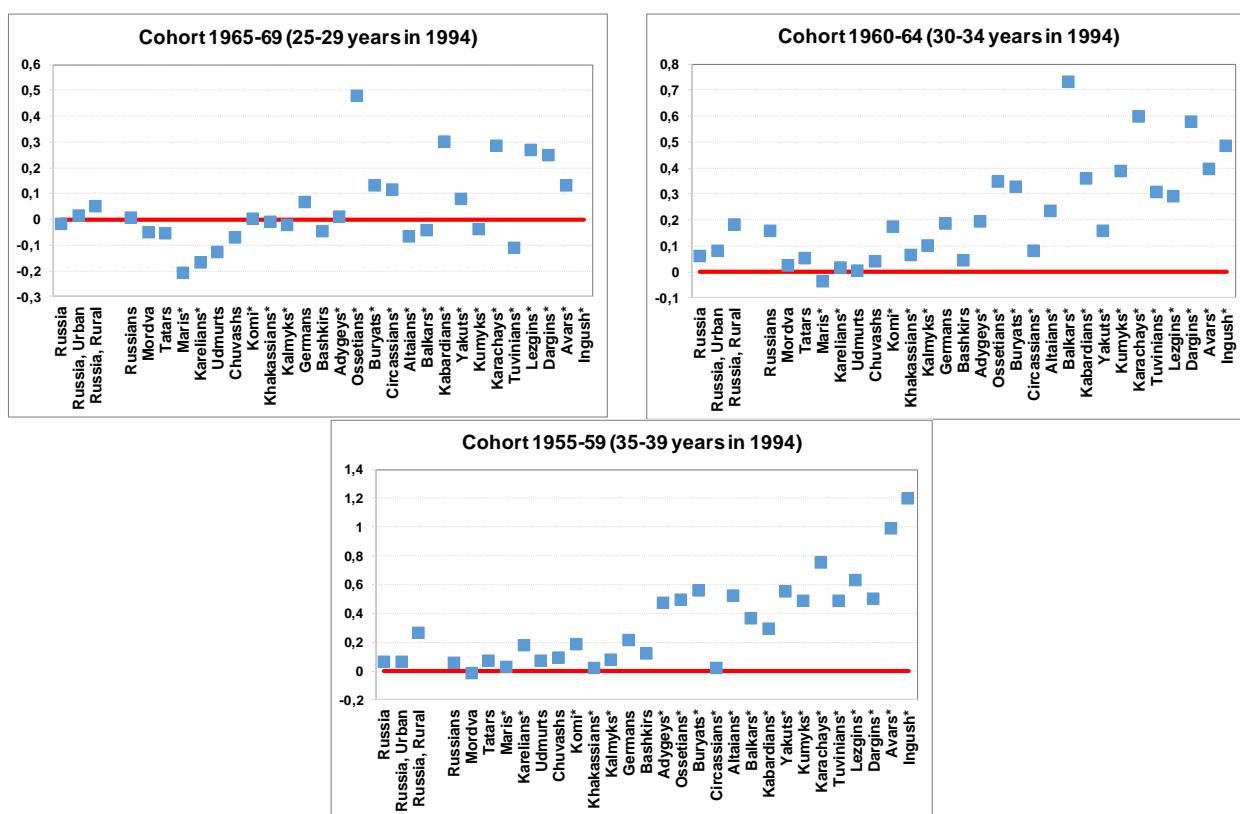 Cohort 1965-69 (25-29 years in 1994)
0,6
0,5
0,4
0,3
0,2
0,1
0
-0,1
-0,2
-0,3
Russia
Russia, Urban
Russia, Rural
Russians
Mordva
Tatars
Maris*
Karelians*
Udmurts
Chuvashs
Komi*
Khakassians*
Kalmyks*
Germans
Bashkirs
Adygeys*
Ossetians*
Buryats*
Circassians*
Altaians*
Balkars*
Kabardians*
Yakuts*
Kumyks*
Karachays*
Tuvinians*
Lezgins*
Dargins*
Avars*
Ingush*
Cohort 1960-64 (30-34 years in 1994)
0,8
0,7
0,6
0,5
0,4
0,3
0,2
0,1
0
-0,1
Russia
Russia, Urban
Russia, Rural
Russians
Mordva
Tatars
Maris*
Karelians*
Udmurts
Chuvashs
Komi*
Khakassians*
Kalmyks*
Germans
Bashkirs
Adygeys*
Ossetians*
Buryats*
Circassians*
Altaians*
Balkars*
Kabardians*
Yakuts*
Kumyks*
Karachays*
Tuvinians*
Lezgins*
Dargins*
Avars*
Ingush*
Cohort 1955-59 (35-39 years in 1994)
1,4
1,2
1
0,8
0,6
0,4
0,2
0
-0,2
Russia
Russia, Urban
Russia, Rural
Russians
Mordva
Tatars
Maris*
Karelians*
Udmurts
Chuvashs
Komi*
Khakassians*
Kalmyks*
Germans
Bashkirs
Adygeys*
Ossetians*
Buryats*
Circassians*
Altaians*
Balkars*
Kabardians*
Yakuts*
Kumyks*
Karachays*
Tuvinians*
Lezgins*
Dargins*
Avars*
Ingush*